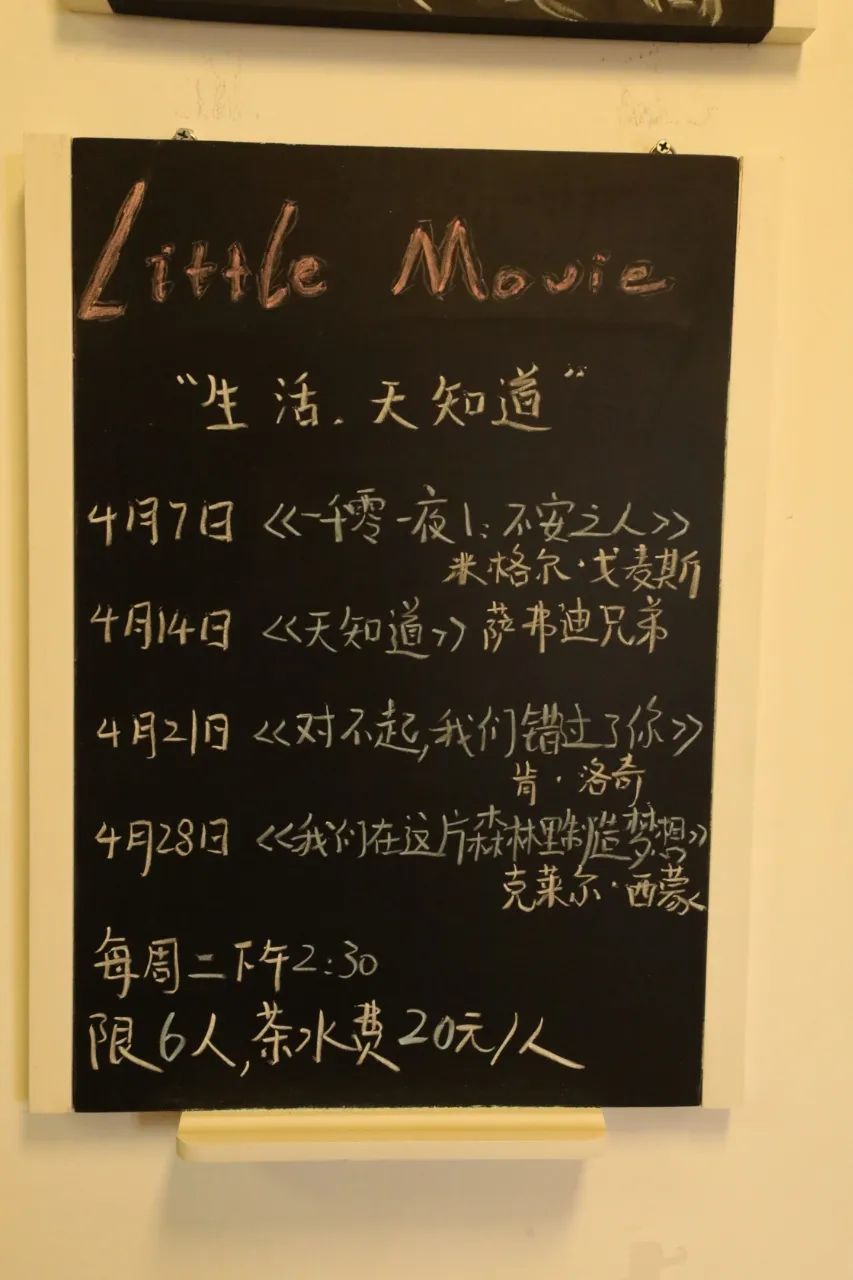 Little Movie
“生活.天知道”
4月7日 <<一千零一夜1:不安之人>>
米格尔·戈麦斯
4月14日 <<天知道>> 萨弗迪兄弟
4月21日 <<对不起,我们错过了你>>
肯·洛奇
4月28日 <<我们在这片森林里制造梦想>>
克莱尔·西蒙
每周二下午2:30
限6人,茶水费20元/人